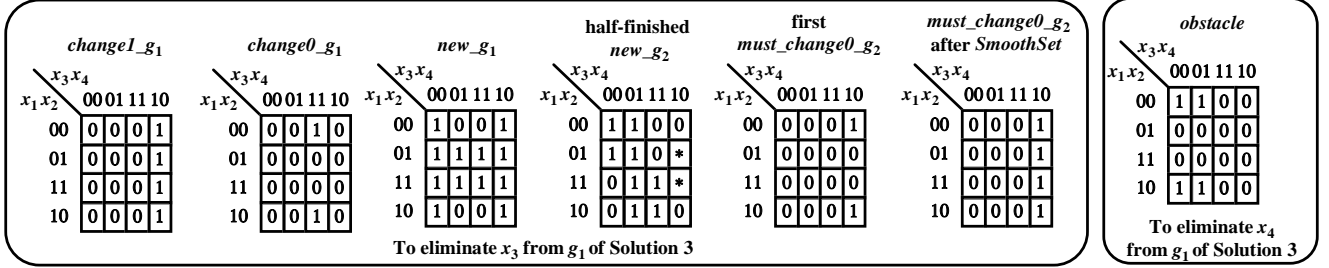 change1_g1
x3x4
x1x2 00 01 11 10
00 0 0 0 1
01 0 0 0 1
11 0 0 0 1
10 0 0 0 1
change0_g1
x3x4
x1x2 00 01 11 10
00 0 0 1 0
01 0 0 0 0
11 0 0 0 0
10 0 0 1 0
new_g1
x3x4
x1x2 00 01 11 10
00 1 0 0 1
01 1 1 1 1
11 1 1 1 1
10 1 0 0 1
half-finished
new_g2
x3x4
x1x2 00 01 11 10
00 1 1 0 0
01 1 1 0 *
11 0 1 1 *
10 0 1 1 0
first
must_change0_g2
x3x4
x1x2 00 01 11 10
00 0 0 0 1
01 0 0 0 0
11 0 0 0 0
10 0 0 0 1
must_change0_g2
after SmoothSet
x3x4
x1x2 00 01 11 10
00 0 0 0 1
01 0 0 0 1
11 0 0 0 1
10 0 0 0 1
To eliminate x3 from g1 of Solution 3
obstacle
x3x4
x1x2 00 01 11 10
00 1 1 0 0
01 0 0 0 0
11 0 0 0 0
10 1 1 0 0
To eliminate x4
from g1 of Solution 3